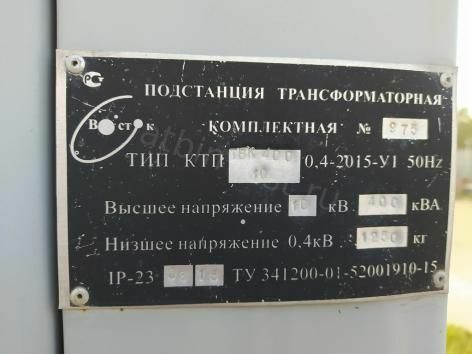 ПОДСТАНЦИЯ ТРАНСФОРМАТОРНАЯ
Восток КОМПЛЕКТНАЯ № 975
ТИП КТП 400
10 0,4-2015-У1 50Hz
Высшее напряжение 10 кВ 400 кВА
Низшее напряжение 0,4кВ 1250 кг
IP-23 ТУ 341200-01-52001910-15